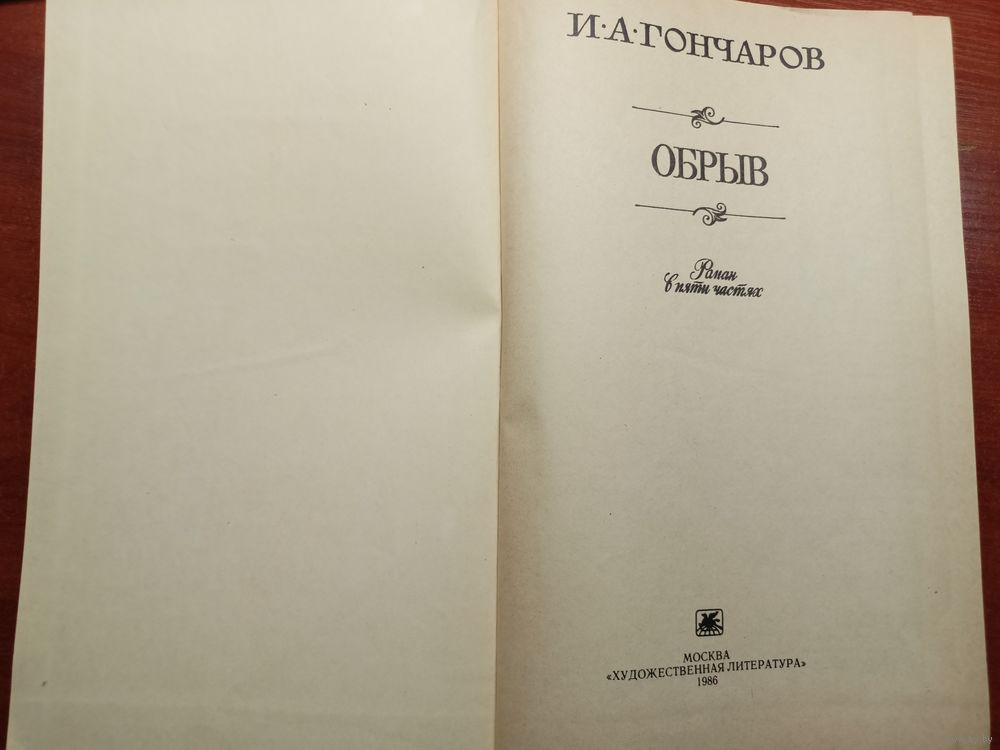 И·А·ГОНЧАРОВ
ОБРЫВ
Роман
в пяти частях
МОСКВА
«ХУДОЖЕСТВЕННАЯ ЛИТЕРАТУРА»
1986